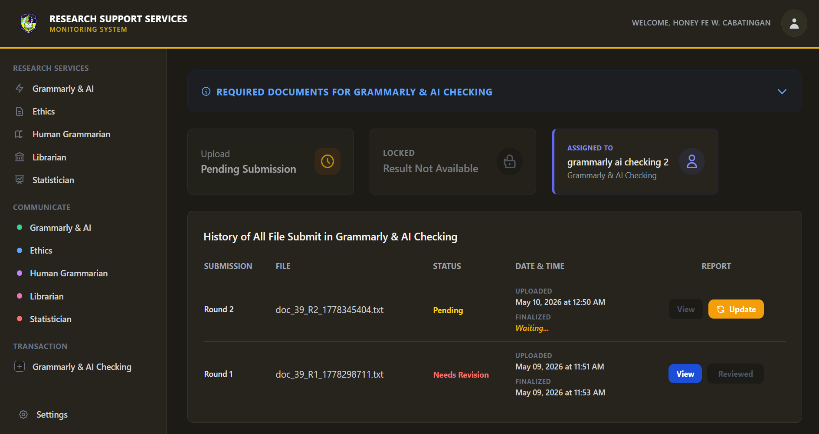 RESEARCH SUPPORT SERVICES
MONITORING SYSTEM
WELCOME, HONEY FE W. CABATINGAN
RESEARCH SERVICES
Grammarly & AI
Ethics
Human Grammarian
Librarian
Statistician
COMMUNICATE
Grammarly & AI
Ethics
Human Grammarian
Librarian
Statistician
TRANSACTION
Grammarly & AI Checking
Settings
REQUIRED DOCUMENTS FOR GRAMMARLY & AI CHECKING
Upload
Pending Submission
LOCKED
Result Not Available
ASSIGNED TO
grammarly ai checking 2
Grammarly & AI Checking
History of All File Submit in Grammarly & AI Checking
SUBMISSION FILE STATUS DATE & TIME REPORT
UPLOADED
May 10, 2026 at 12:50 AM
Round 2 doc_39_R2_1778345404.txt Pending View Update
FINALIZED
Waiting...
UPLOADED
May 09, 2026 at 11:51 AM
Round 1 doc_39_R1_1778298711.txt Needs Revision View Reviewed
FINALIZED
May 09, 2026 at 11:53 AM